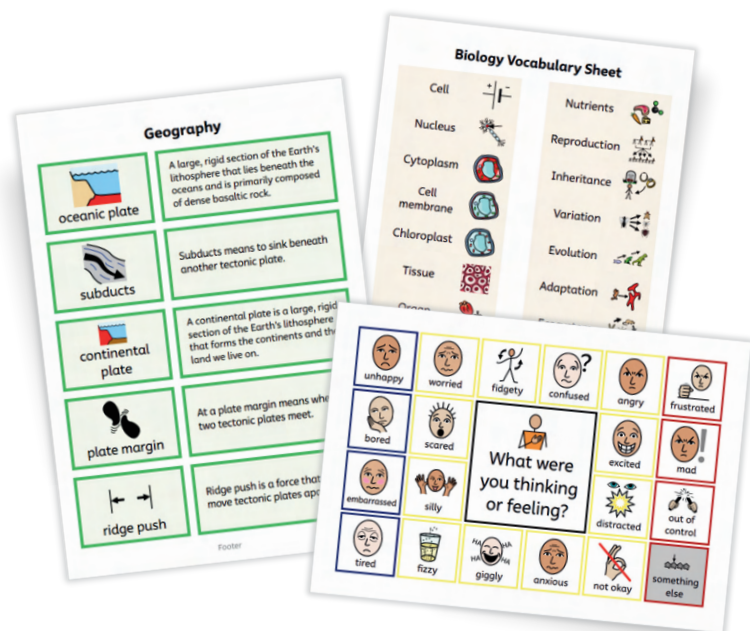 Geography
oceanic plate
A large, rigid section of the Earth's
lithosphere that lies beneath the
oceans and is primarily composed
of dense basaltic rock.
subducts
Subducts means to sink beneath
another tectonic plate.
continental
plate
A continental plate is a large, rigid
section of the Earth's lithosphere
that forms the continents and the
land we live on.
plate margin
At a plate margin means
two tectonic plates meet.
ridge push
Ridge push is a force that
move tectonic plates
Footer
Biology Vocabulary Sheet
Cell
Nucleus
Cytoplasm
Cell
membrane
Chloroplast
Tissue
Nutrients
Reproduction
Inheritance
Variation
Evolution
Adaptation
unhappy
worried
fidgety
confused
?
angry
frustrated
bored
scared
What were
you thinking
or feeling?
excited
mad
!
embarrassed
silly
distracted
out of
control
tired
fizzy
HA HA
HA HA
giggly
anxious
not okay
something
else